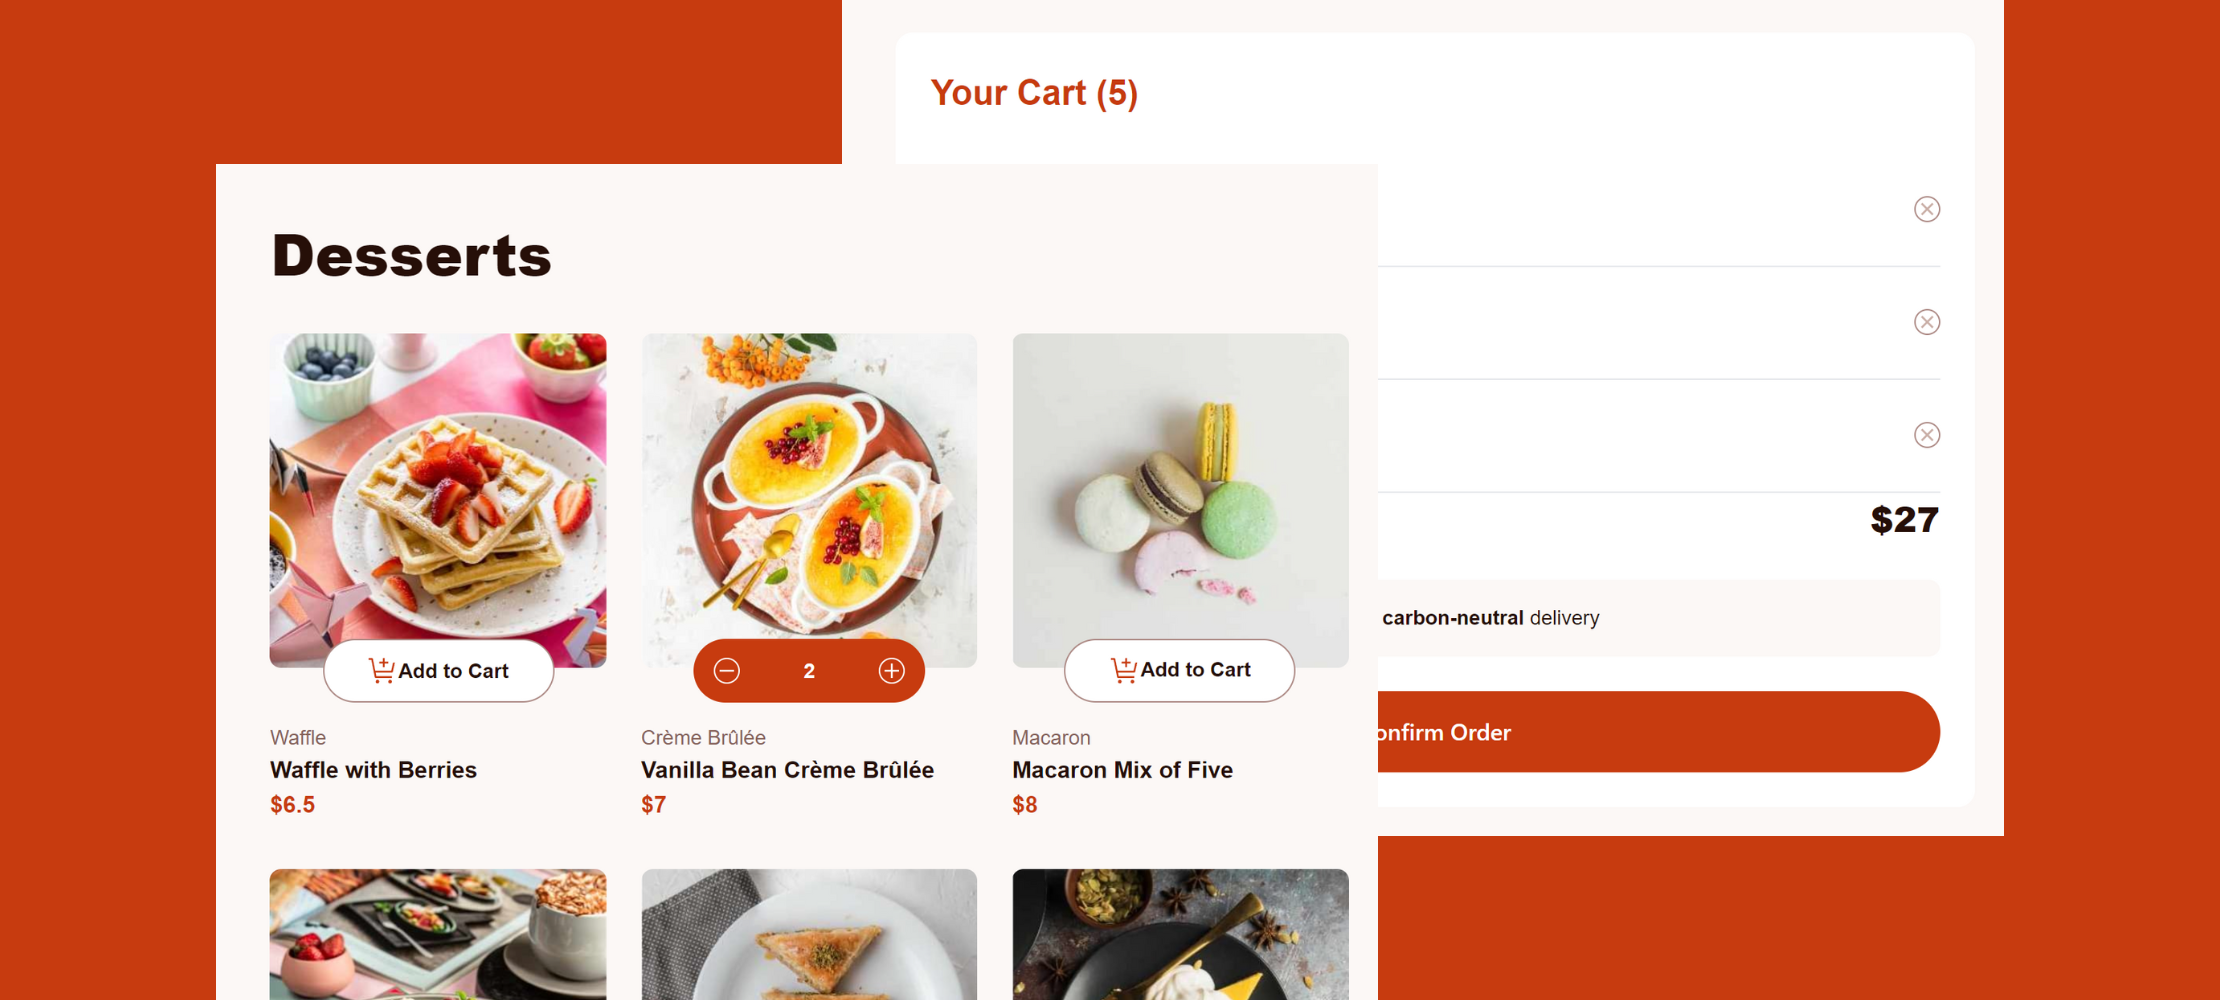 Your Cart (5)
$27
carbon-neutral delivery
onfirm Order
Desserts
Add to Cart
2
Add to Cart
Waffle
Waffle with Berries
$6.5
Crème Brûlée
Vanilla Bean Crème Brûlée
$7
Macaron
Macaron Mix of Five
$8